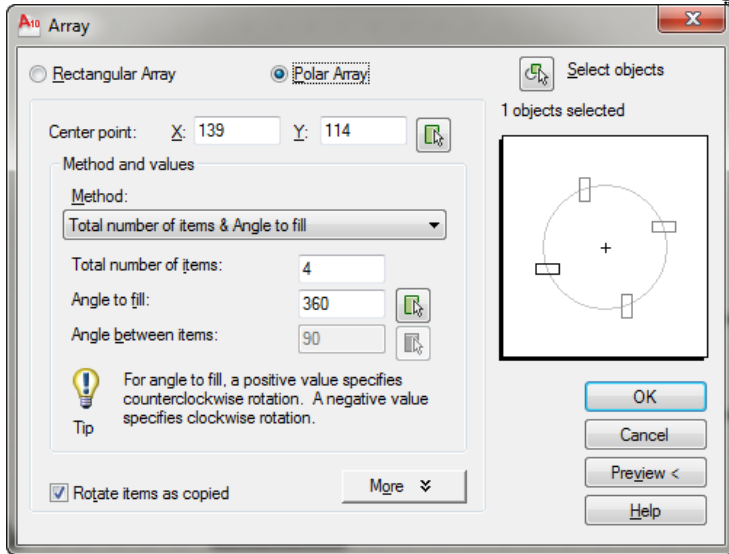 A10 Array
Rectangular Array
Polar Array
Select objects
1 objects selected
Center point: X: 139 Y: 114
Method and values
Method:
Total number of items & Angle to fill
Total number of items: 4
Angle to fill: 360
Angle between items: 90
For angle to fill, a positive value specifies
counterclockwise rotation. A negative value
specifies clockwise rotation.
Tip
Rotate items as copied
More
OK
Cancel
Preview <
Help